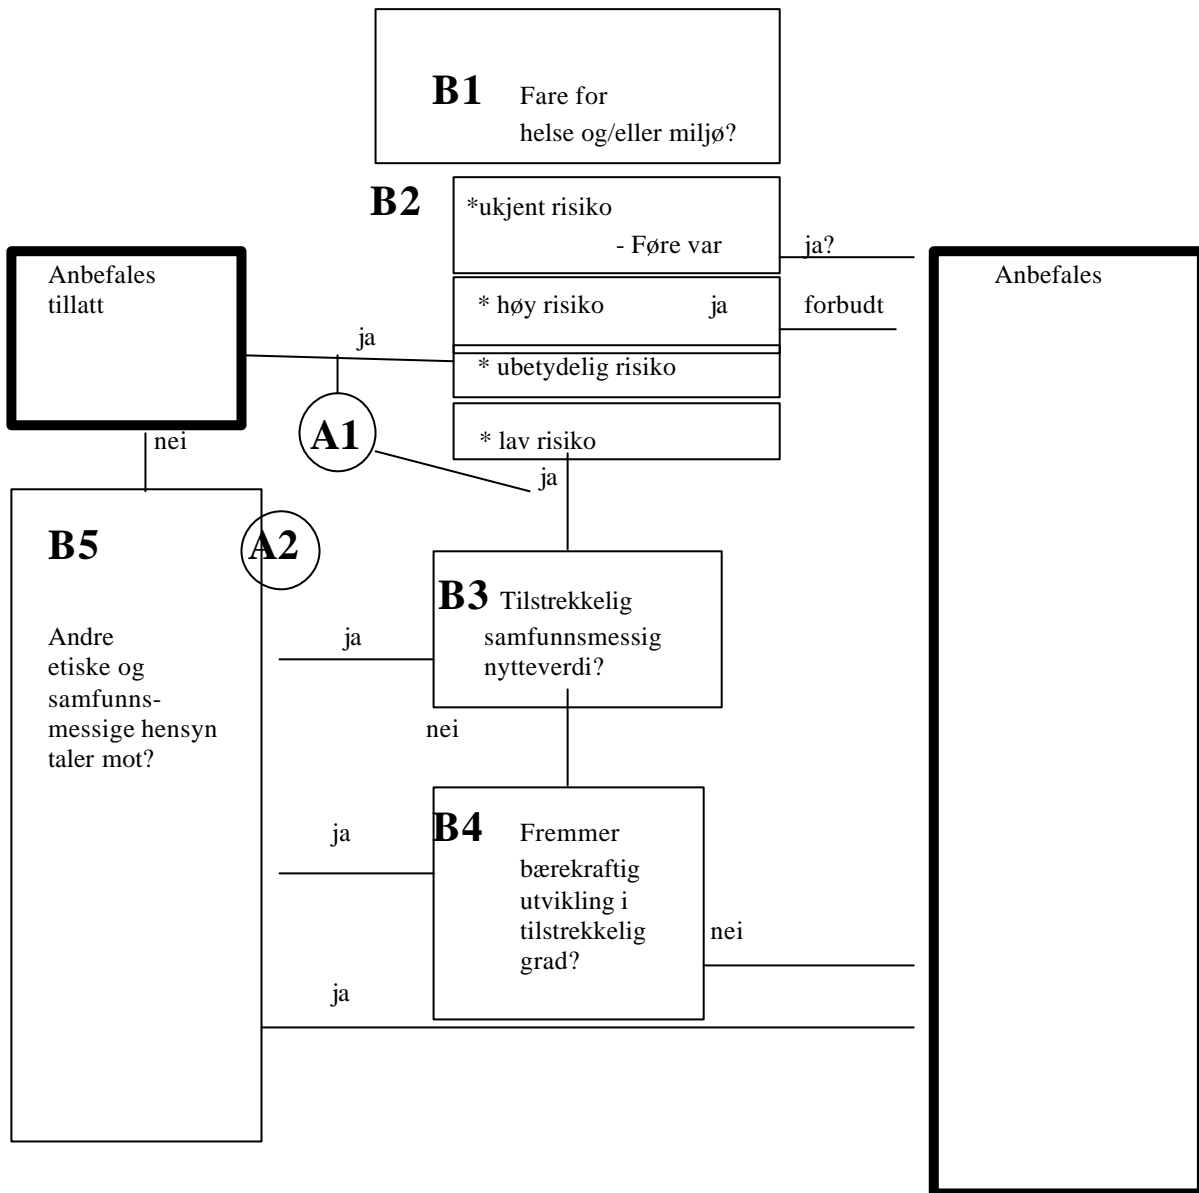 B1 Fare for
helse og/eller miljø?
B2 *ukjent risiko
- Føre var ja?
Anbefales
tillatt
Anbefales
* høy risiko ja forbudt
ja
* ubetydelig risiko
A1
* lav risiko
nei
ja
B5 A2
Andre
etiske og
samfunns-
messige hensyn
taler mot?
B3 Tilstrekkelig
samfunnsmessig
nytteverdi?
ja
nei
B4 Fremmer
bærekraftig
utvikling i
tilstrekkelig
grad?
ja
nei
ja